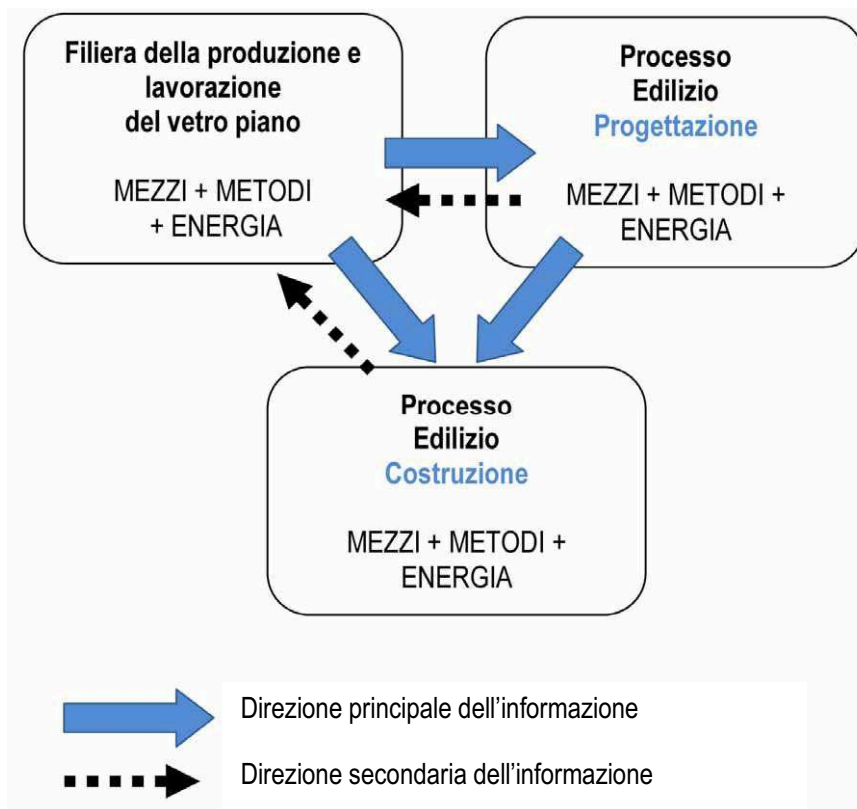 Filiera della produzione e
lavorazione
del vetro piano
MEZZI + METODI
+ ENERGIA
Processo
Edilizio
Progettazione
MEZZI + METODI +
ENERGIA
Processo
Edilizio
Costruzione
MEZZI + METODI +
ENERGIA
Direzione principale dell’informazione
Direzione secondaria dell’informazione